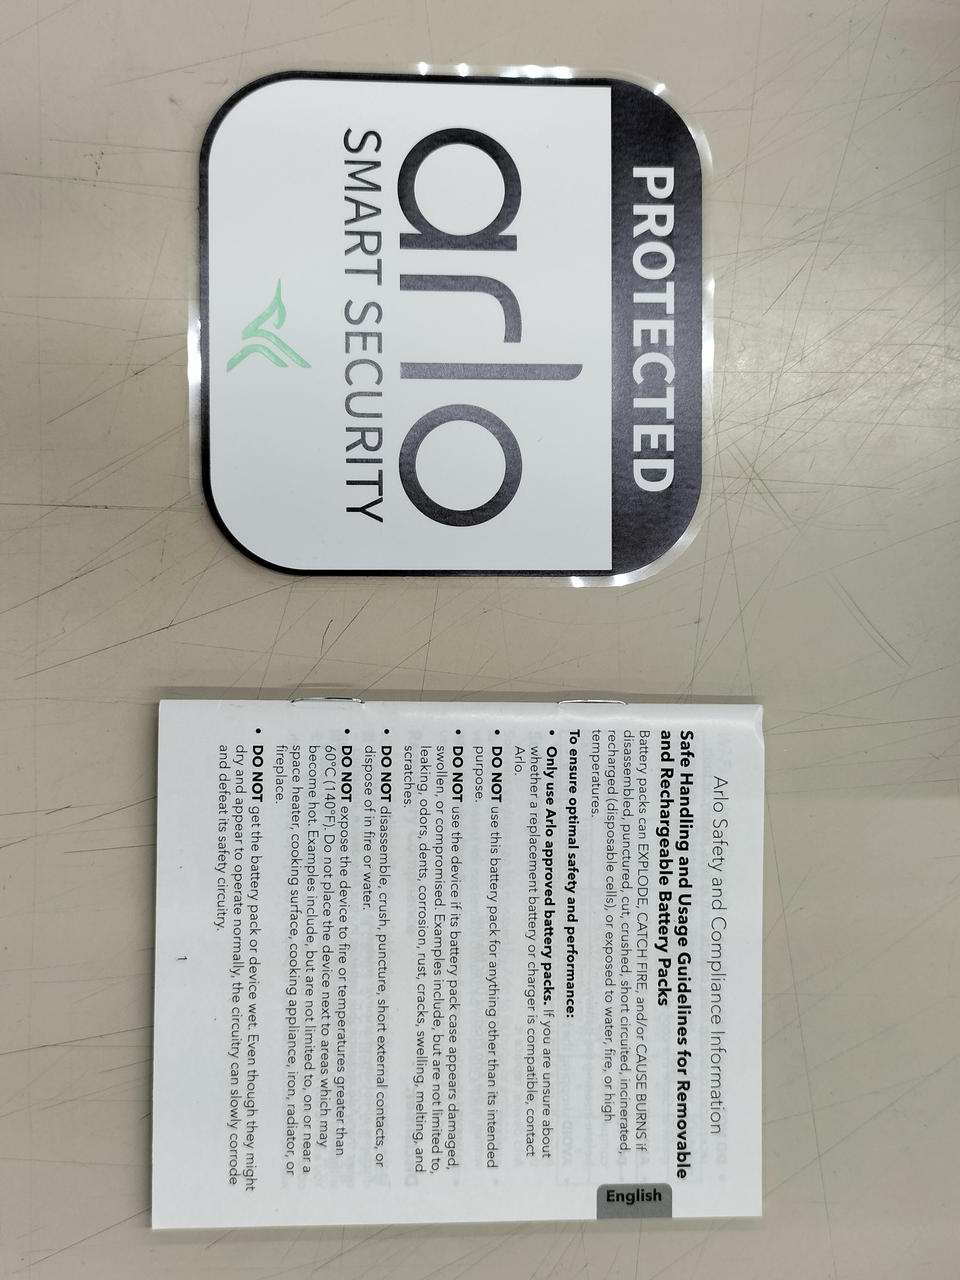 PROTECTED
arlo
SMART SECURITY
Arlo Safety and Compliance Information
Safe Handling and Usage Guidelines for Removable
and Rechargeable Battery Packs
Battery packs can EXPLODE, CATCH FIRE, and/or CAUSE BURNS if
disassembled, punctured, cut, crushed, short circuited, incinerated,
recharged (disposable cells), or exposed to water, fire, or high
temperatures.
To ensure optimal safety and performance:
• Only use Arlo approved battery packs. If you are unsure about
whether a replacement battery or charger is compatible, contact
Arlo.
• DO NOT use this battery pack for anything other than its intended
purpose.
• DO NOT use the device if its battery pack case appears damaged,
swollen, or compromised. Examples include, but are not limited to,
leaking, odors, dents, corrosion, rust, cracks, swelling, melting, and
scratches.
• DO NOT disassemble, crush, puncture, short external contacts, or
dispose of in fire or water.
• DO NOT expose the device to fire or temperatures greater than
60°C (140°F). Do not place the device next to areas which may
become hot. Examples include, but are not limited to, on or near a
space heater, cooking surface, cooking appliance, iron, radiator, or
fireplace.
• DO NOT get the battery pack or device wet. Even though they might
dry and appear to operate normally, the circuitry can slowly corrode
and defeat its safety circuitry.
English
1